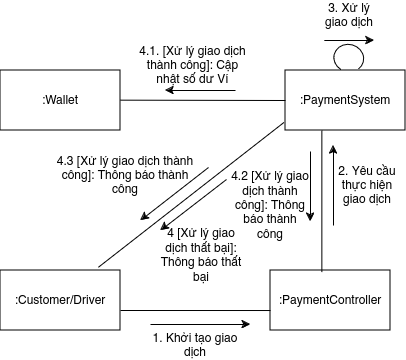 3. Xử lý
giao dịch
4.1. [Xử lý giao dịch
thành công]: Cập
nhật số dư Ví
:Wallet
:PaymentSystem
4.3 [Xử lý giao dịch thành
công]: Thông báo thành
công
4.2 [Xử lý giao
dịch thành
công]: Thông
báo thành
công
2. Yêu cầu
thực hiện
giao dịch
4 [Xử lý giao
dịch thất bại]:
Thông báo thất
bại
:Customer/Driver
:PaymentController
1. Khởi tạo giao
dịch